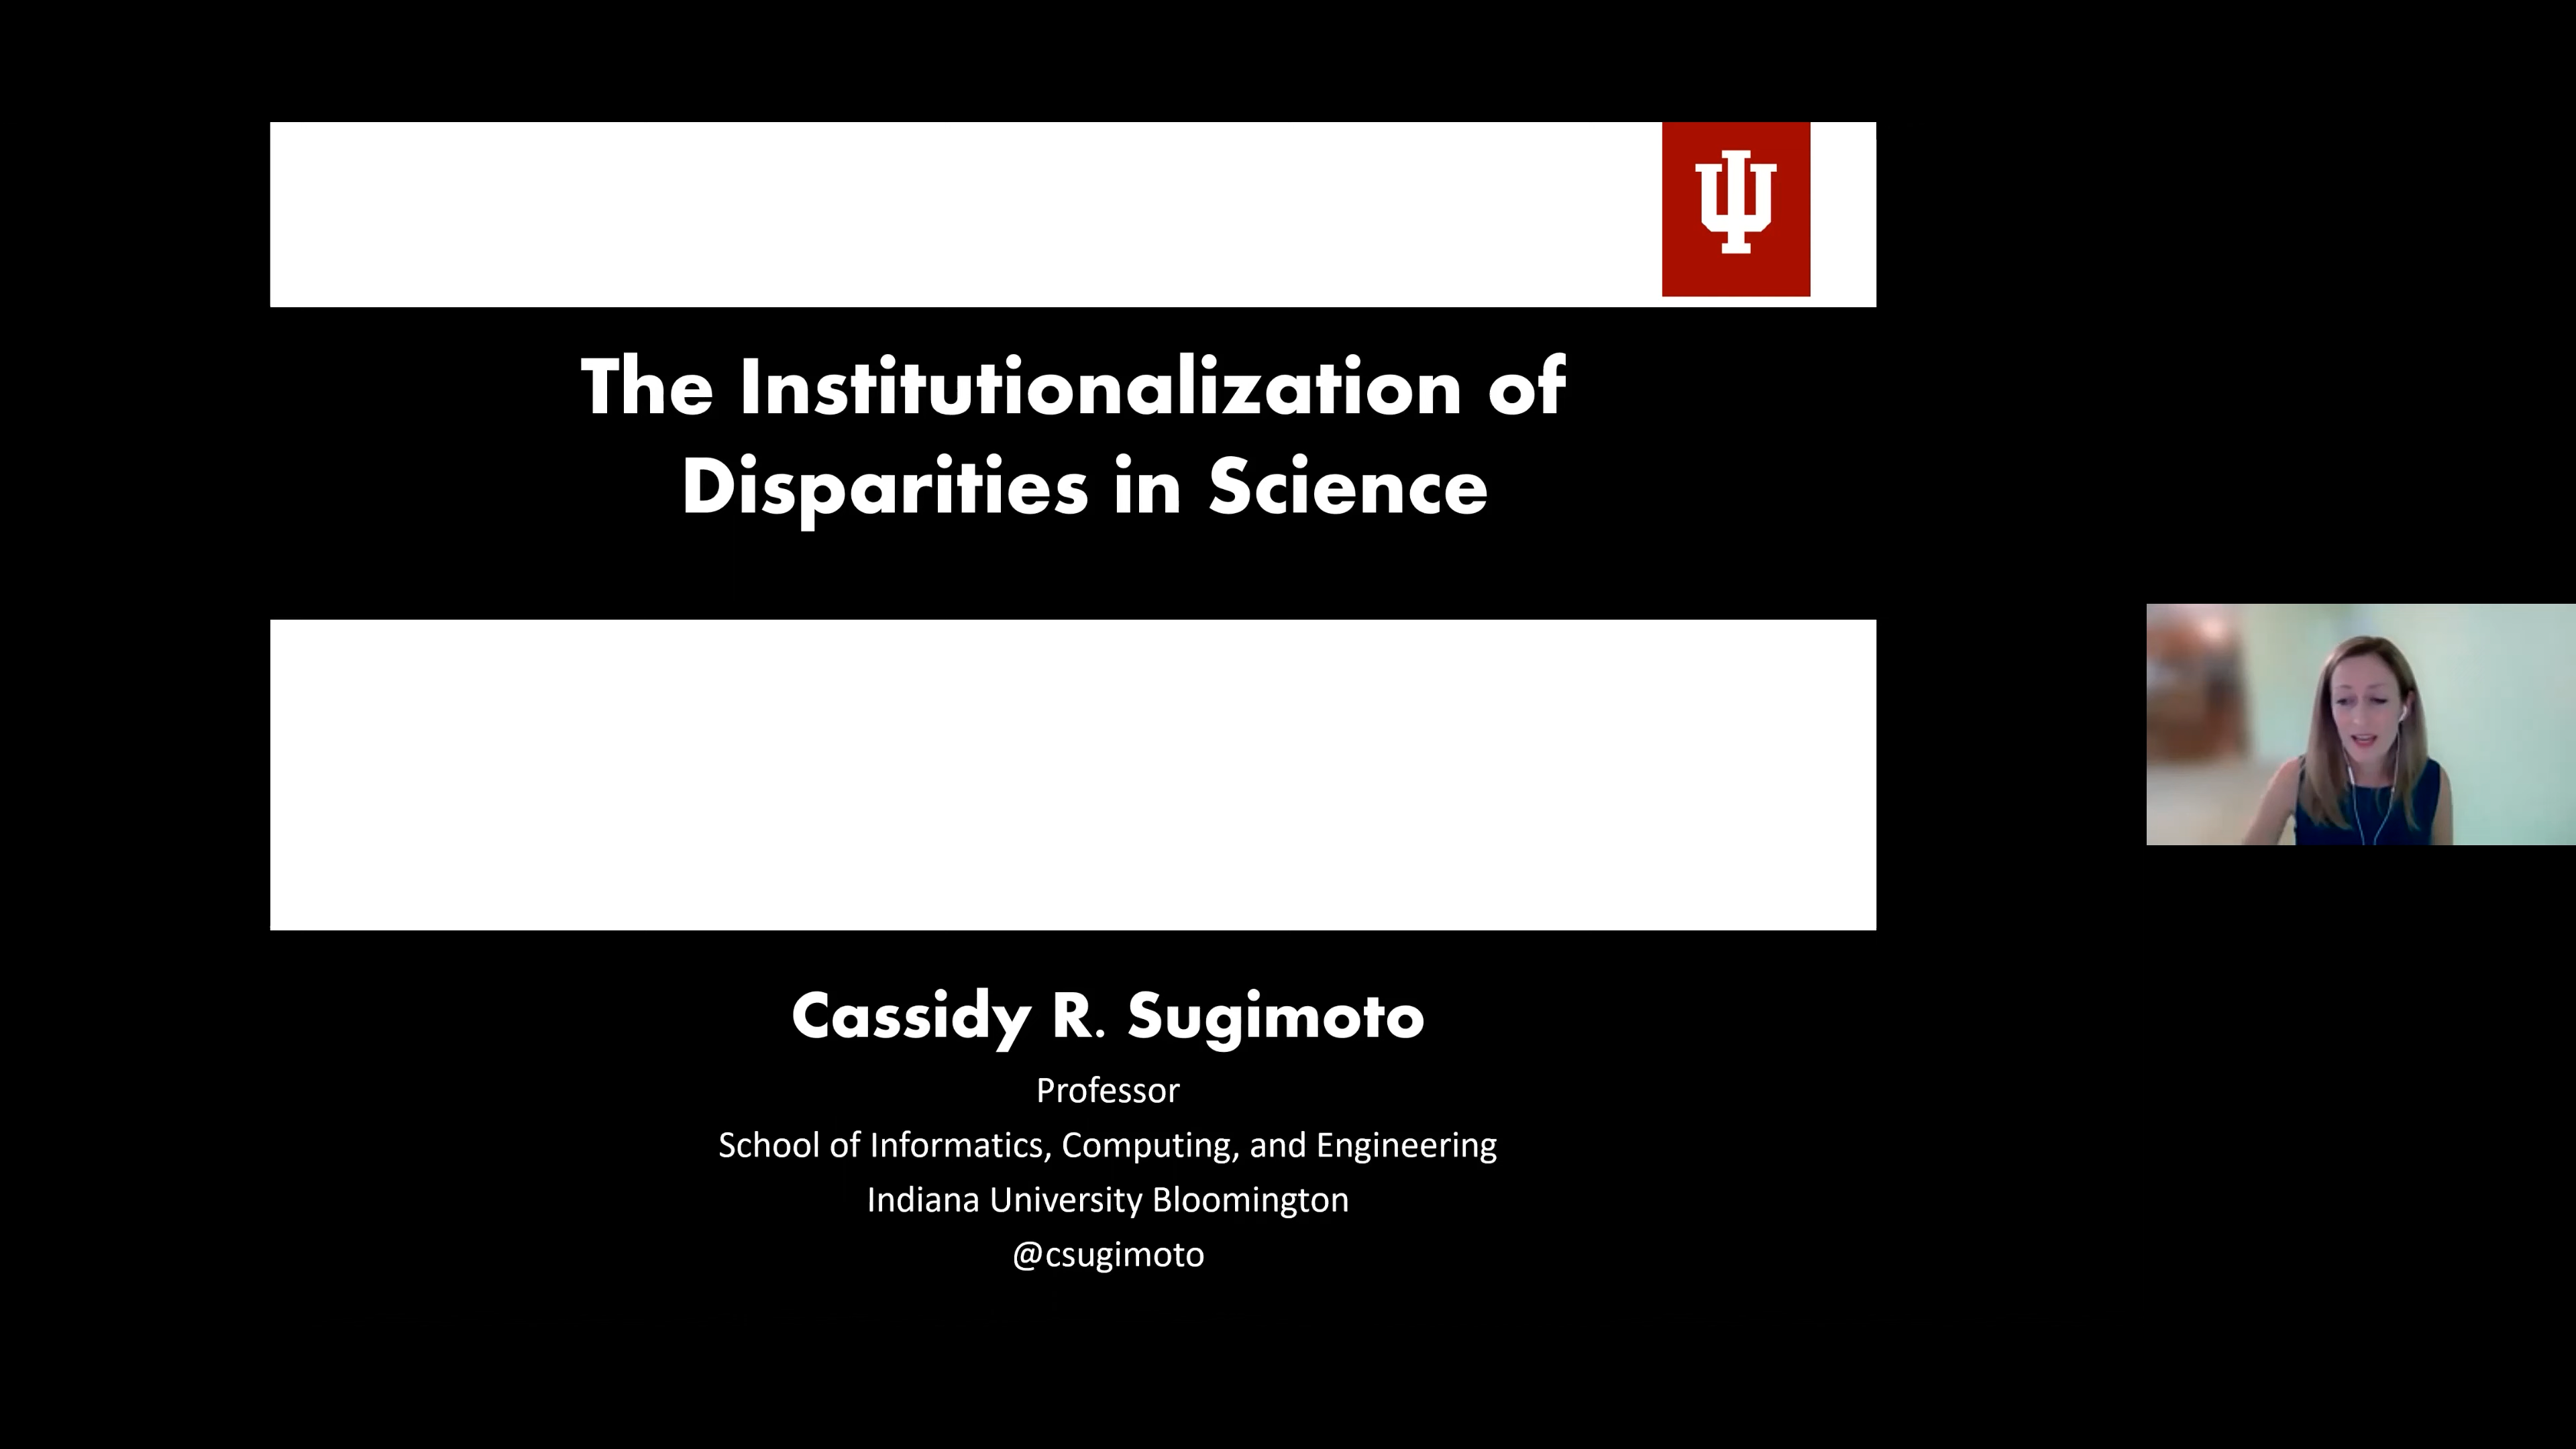 The Institutionalization of
Disparities in Science
Cassidy R. Sugimoto
Professor
School of Informatics, Computing, and Engineering
Indiana University Bloomington
@csugimoto